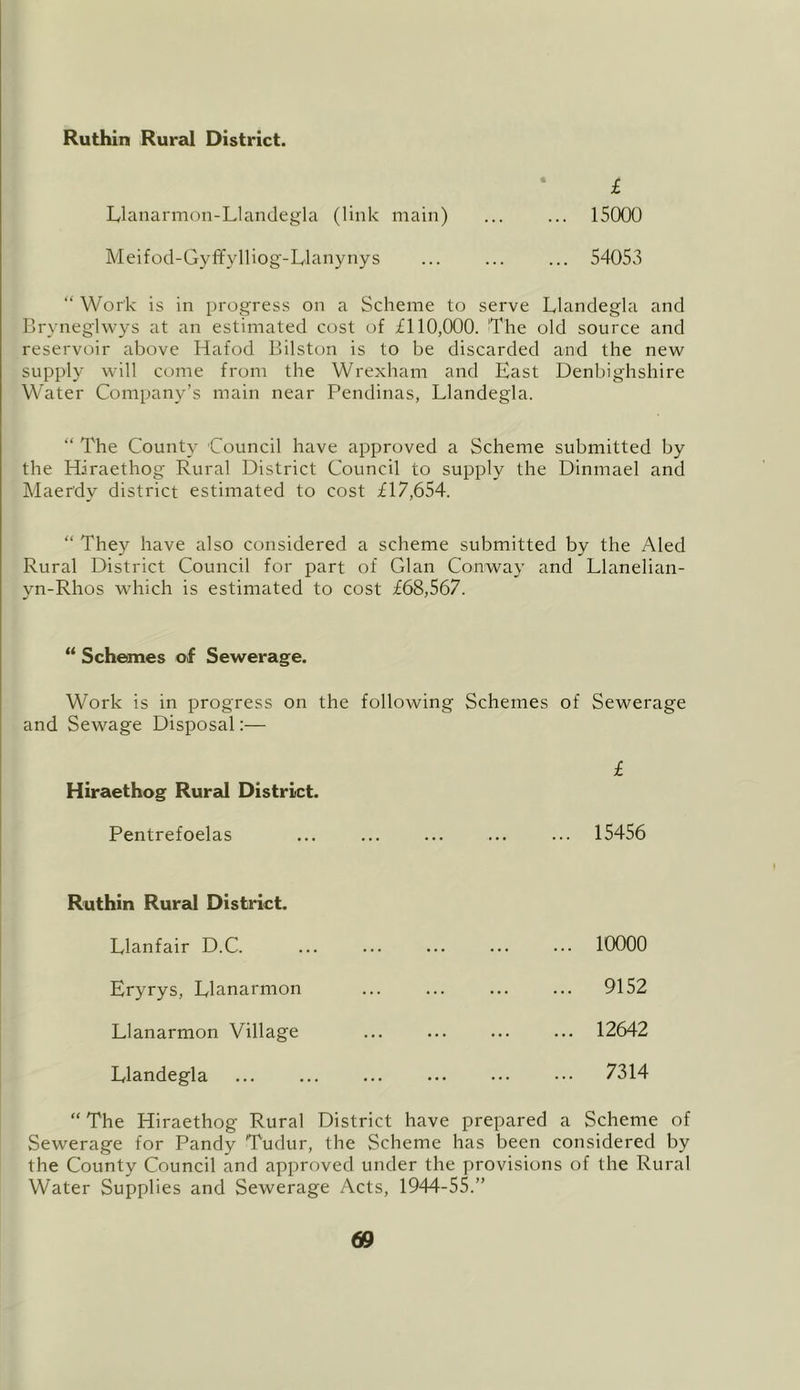 Ruthin Rural District.
£
Llanarmon-Llandegla (link main) ... ... 15000
Meifod-Gyffylliog-Llanynys ... ... ... 54053
“ Work is in progress on a Scheme to serve Llandegla and
Bryneglwys at an estimated cost of £110,000. The old source and
reservoir above Hafod Bilston is to be discarded and the new
supply will come from the Wrexham and East Denbighshire
Water Company’s main near Pendinas, Llandegla.
“ The County Council have approved a Scheme submitted by
the Hiraethog Rural District Council to supply the Dinmael and
Maerdy district estimated to cost £17,654.
“ They have also considered a scheme submitted by the Aled
Rural District Council for part of Glan Conway and Llanelian-
yn-Rhos which is estimated to cost £68,567.
“ Schemes of Sewerage.
Work is in progress on the following Schemes of Sewerage
and Sewage Disposal:—
£
Hiraethog Rural District.
Pentrefoelas ... ... ... ... ... 15456
Ruthin Rural District.
Llanfair D.C. ... ... ... ... ... 10000
Eryrys, Llanarmon ... ... ... ... 9152
Llanarmon Village ... ... ... ... 12642
Llandegla ... ... ... ... ... ... 7314
“ The Hiraethog Rural District have prepared a Scheme of
Sewerage for Pandy Tudur, the Scheme has been considered by
the County Council and approved under the provisions of the Rural
Water Supplies and Sewerage Acts, 1944-55.”
69